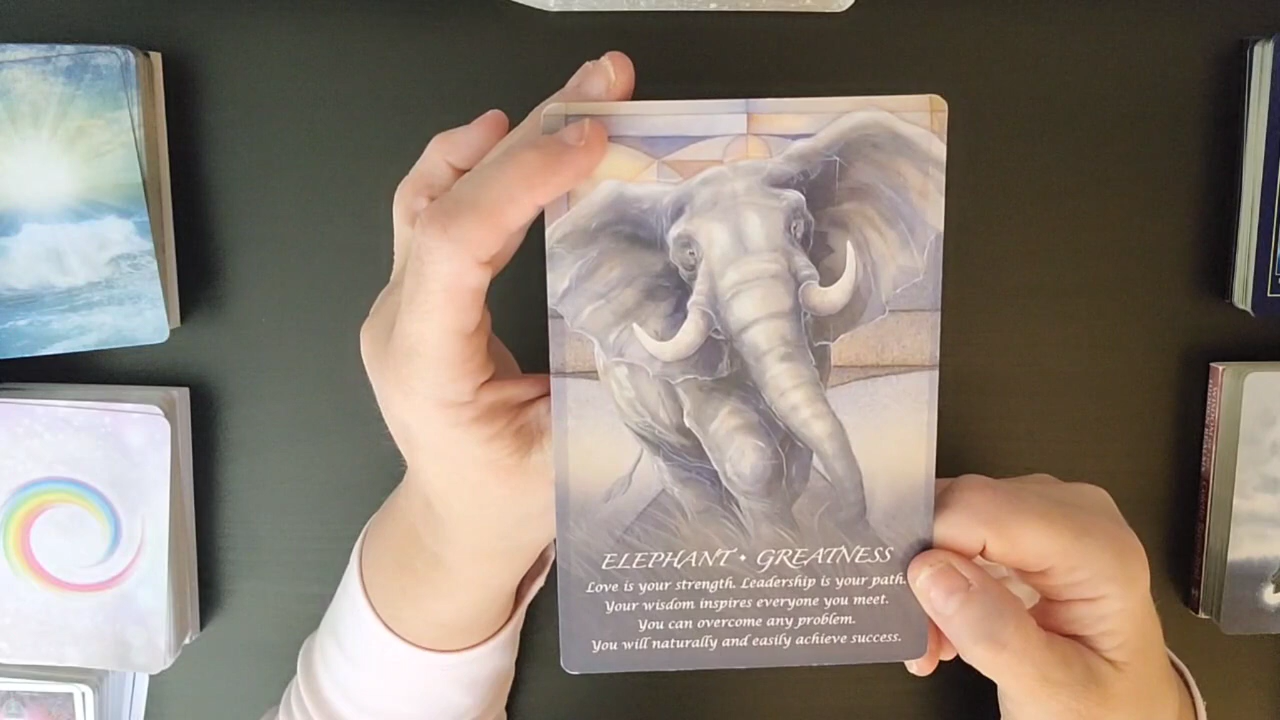 ELEPHANT • GREATNESS
Love is your strength. Leadership is your path.
Your wisdom inspires everyone you meet.
You can overcome any problem.
You will naturally and easily achieve success.